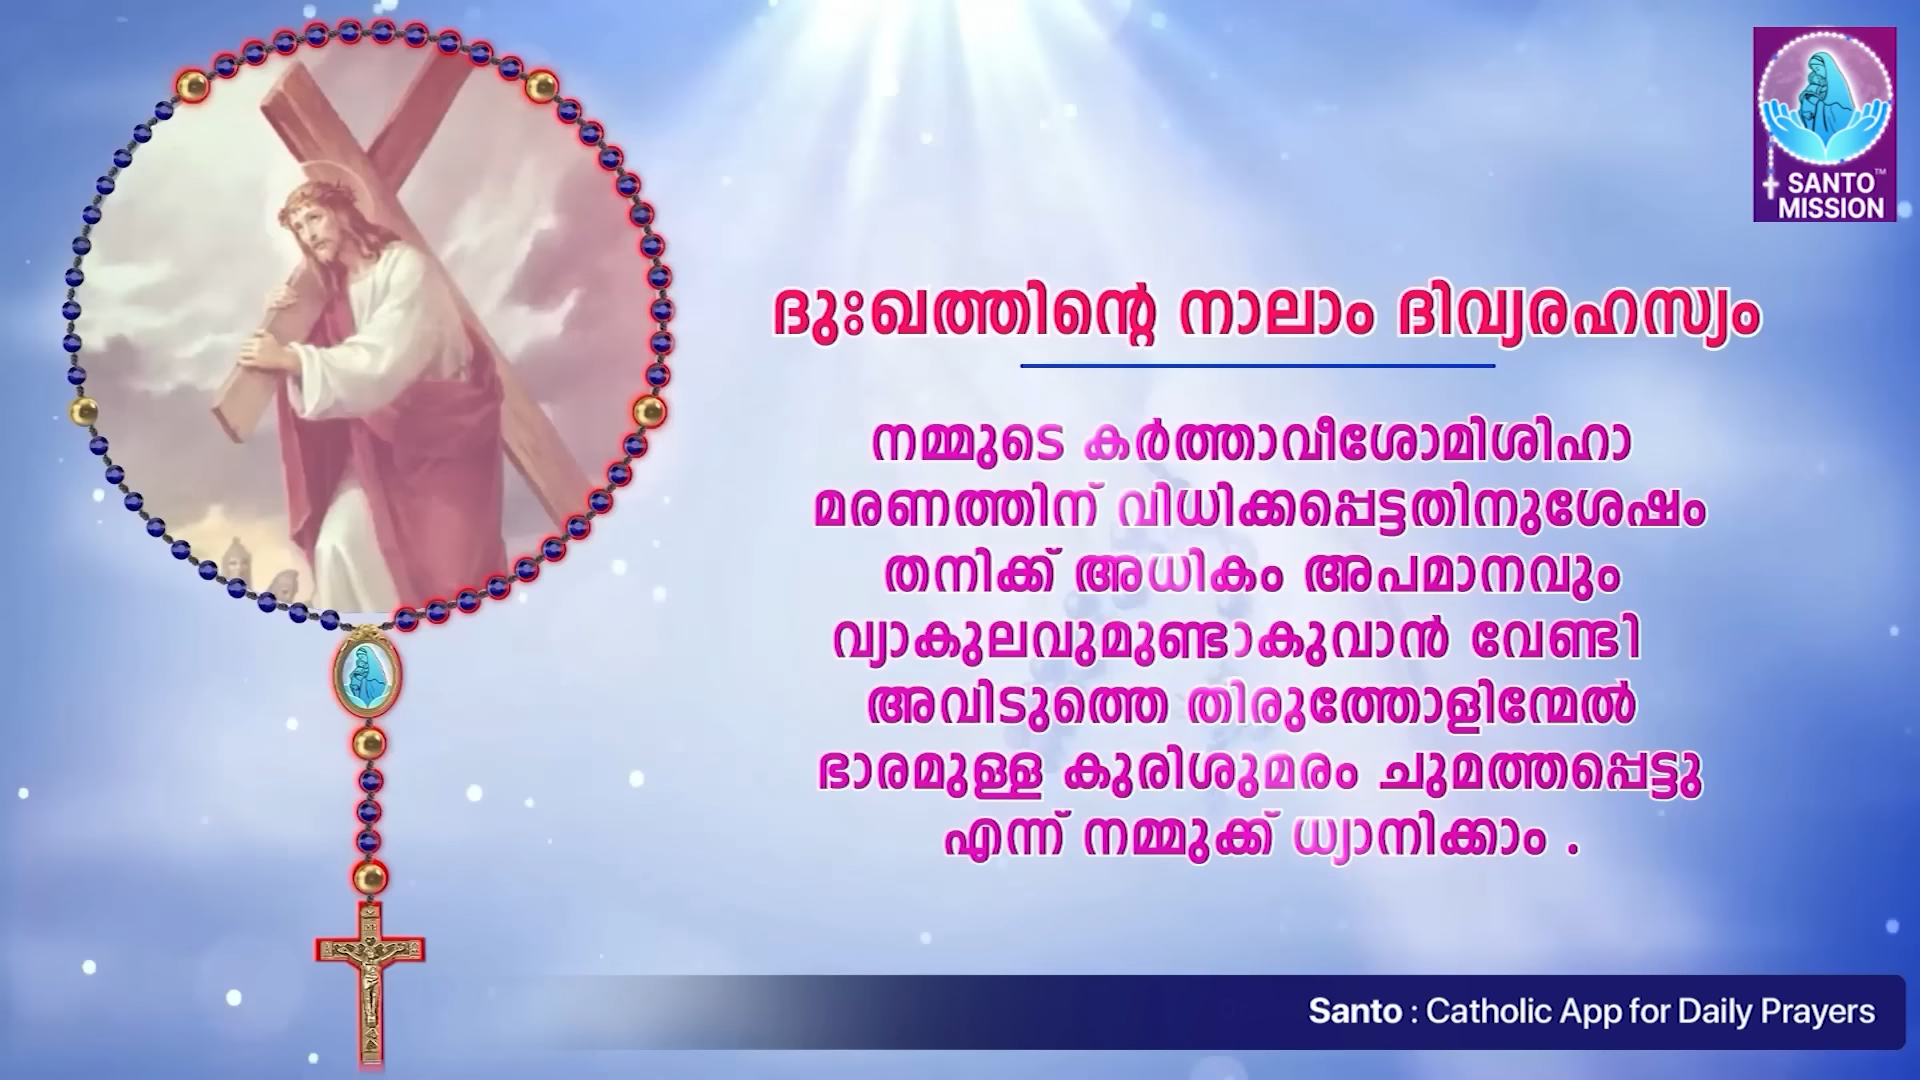 SANTO™
MISSION
ദുഃഖത്തിന്റെ നാലാം ദിവ്യരഹസ്യം
നമ്മുടെ കർത്താവീശോമിശിഹാ
മരണത്തിന് വിധിക്കപ്പെട്ടതിനുശേഷം
തനിക്ക് അധികം അപമാനവും
വ്യാകുലവുമുണ്ടാകുവാൻ വേണ്ടി
അവിടുത്തെ തിരുത്തോളിന്മേൽ
ഭാരമുള്ള കുരിശുമരം ചുമത്തപ്പെട്ടു
എന്ന് നമ്മുക്ക് ധ്യാനിക്കാം .
Santo : Catholic App for Daily Prayers